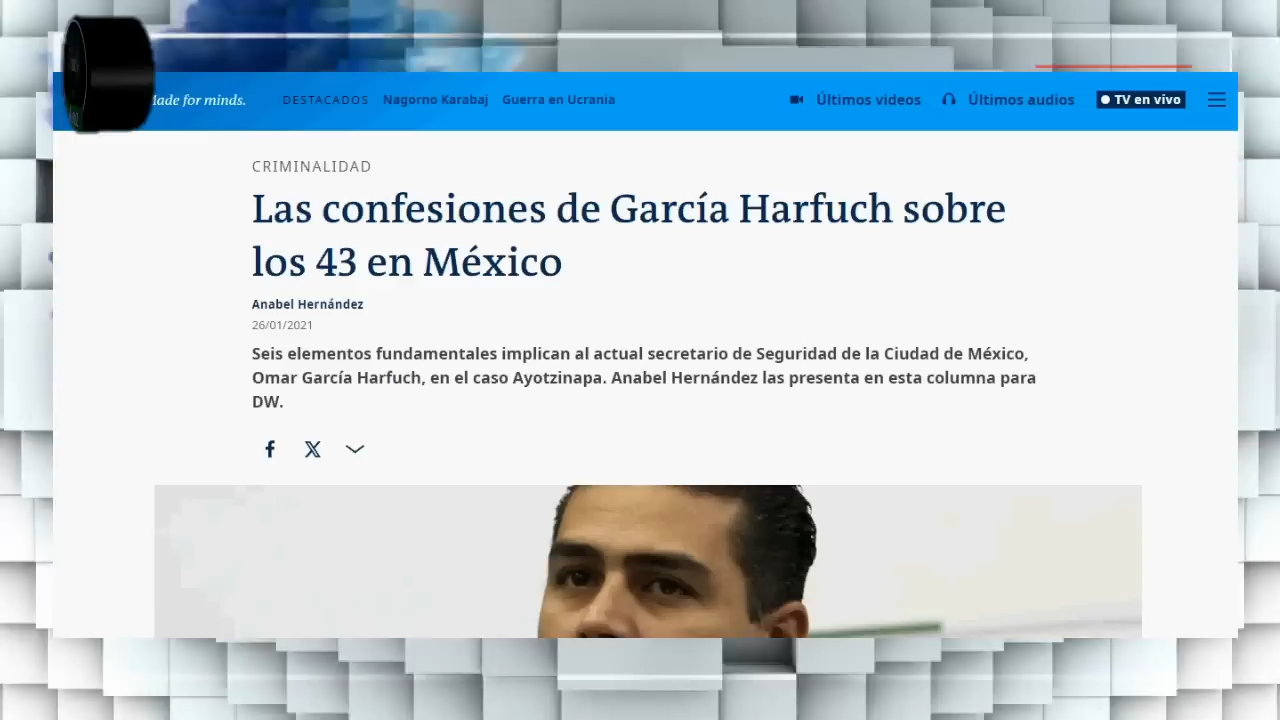 Made for minds.
DESTACADOS Nagorno Karabaj Guerra en Ucrania
Últimos videos Últimos audios TV en vivo
CRIMINALIDAD
Las confesiones de García Harfuch sobre
los 43 en México
Anabel Hernández
26/01/2021
Seis elementos fundamentales implican al actual secretario de Seguridad de la Ciudad de México,
Omar García Harfuch, en el caso Ayotzinapa. Anabel Hernández las presenta en esta columna para
DW.